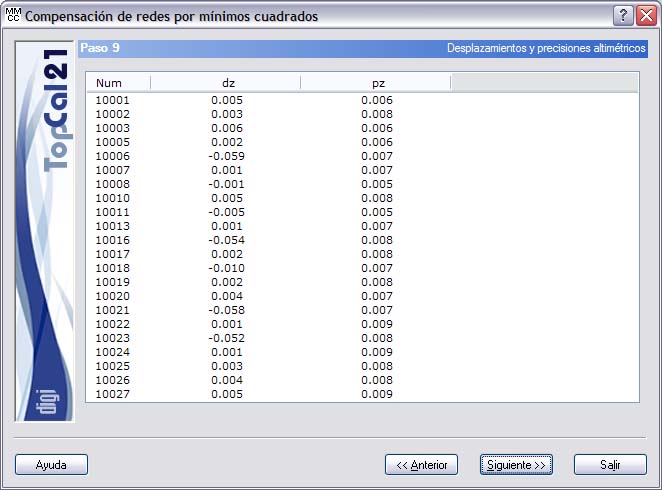 MM
CC
Compensación de redes por mínimos cuadrados
Paso 9 Desplazamientos y precisiones altimétricos
TopCal 21
digi
Num dz pz
10001 0.005 0.006
10002 0.003 0.008
10003 0.006 0.006
10005 0.002 0.006
10006 -0.059 0.007
10007 0.001 0.007
10008 -0.001 0.005
10010 0.005 0.008
10011 -0.005 0.005
10013 0.001 0.007
10016 -0.054 0.008
10017 0.002 0.008
10018 -0.010 0.007
10019 0.002 0.008
10020 0.004 0.007
10021 -0.058 0.007
10022 0.001 0.009
10023 -0.052 0.008
10024 0.001 0.009
10025 0.003 0.008
10026 0.004 0.008
10027 0.005 0.009
Ayuda << Anterior Siguiente >> Salir